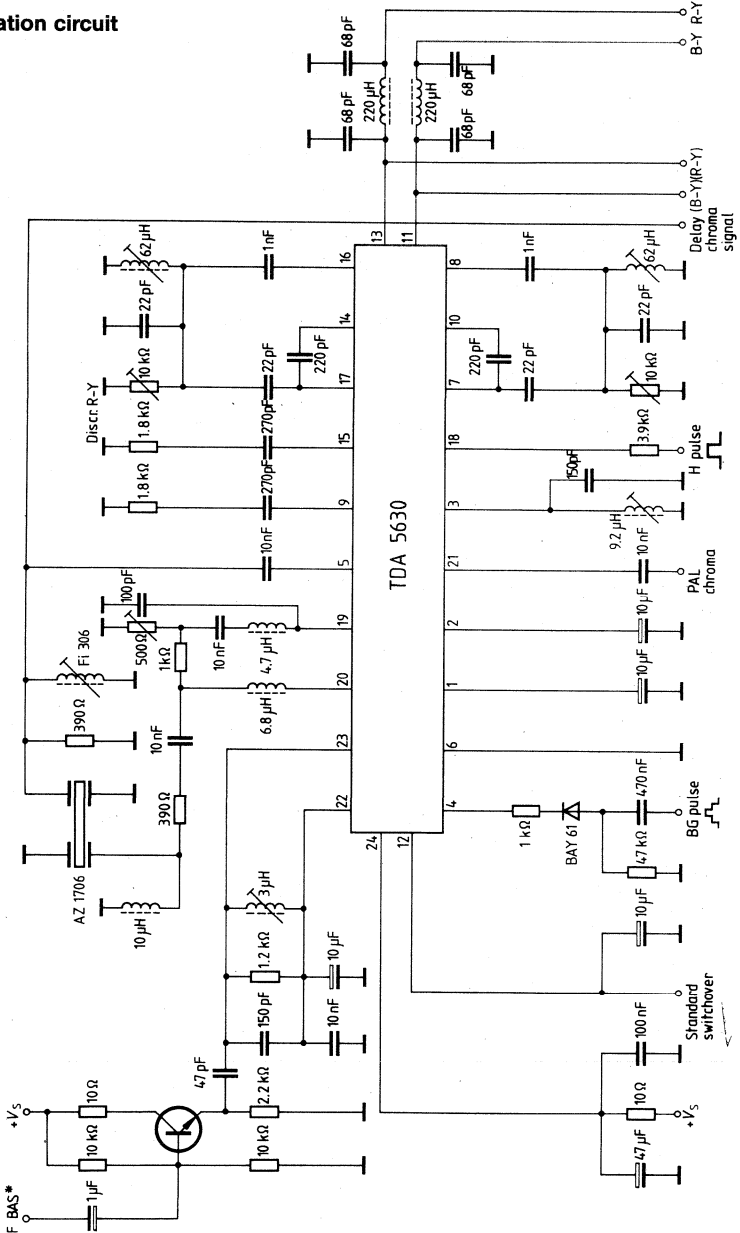 ation circuit
R-Y
B-Y
68 pF
68 pF
220 µH
220 µH
68 pF
68 pF
(B-Y)(R-Y)
Delay
chroma
signal
13
11
62 µH
1 nF
16
22 pF
14
220 pF
10 kΩ
22 pF
17
Discr. R-Y
1.8 kΩ
270pF
15
1.8 kΩ
270pF
9
10 nF
5
100 pF
500 Ω
10 nF
4.7 µH
19
1 kΩ
Fi 306
6.8 µH
20
390 Ω
10 nF
390 Ω
23
AZ 1706
10 µH
22
24
12
TDA 5630
8
1 nF
62 µH
10
220 pF
22 pF
7
22 pF
10 kΩ
18
3.9 kΩ
H pulse
3
150pF
9.2 µH
21
10 nF
PAL
chroma
2
10 µF
1
10 µF
6
4
1 kΩ
BAY 61
470 nF
BG pulse
47 kΩ
10 µF
Standard
switchover
100 nF
10 Ω
+VS
47 µF
3 µH
1.2 kΩ
10 µF
150 pF
10 nF
47 pF
2.2 kΩ
+VS
10 Ω
10 kΩ
10 kΩ
1 µF
F BAS*